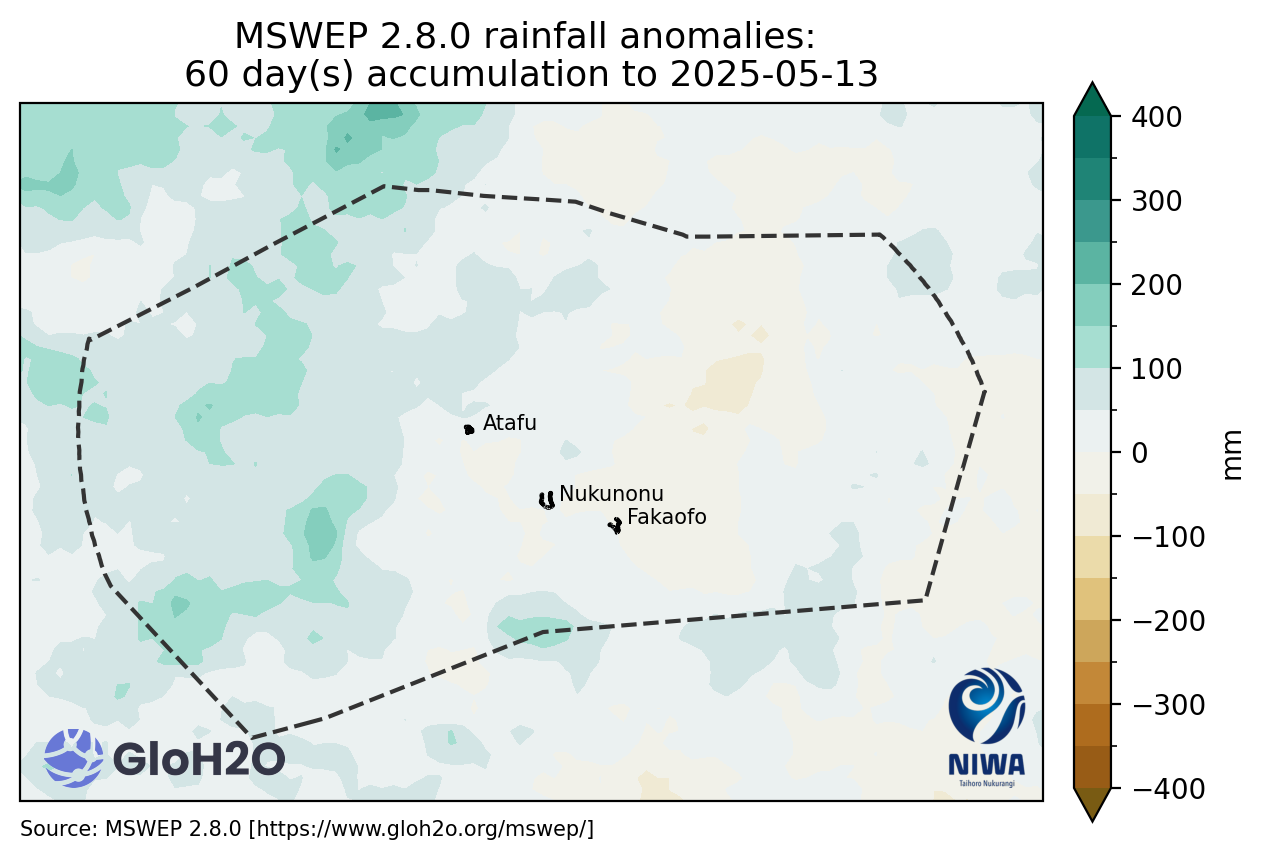 MSWEP 2.8.0 rainfall anomalies:
60 day(s) accumulation to 2025-05-13
400
300
200
100
0
−100
−200
−300
−400
mm
Atafu
Nukunonu
Fakaofo
GloH2O
NIWA
Taihoro Nukurangi
Source: MSWEP 2.8.0 [https://www.gloh2o.org/mswep/]